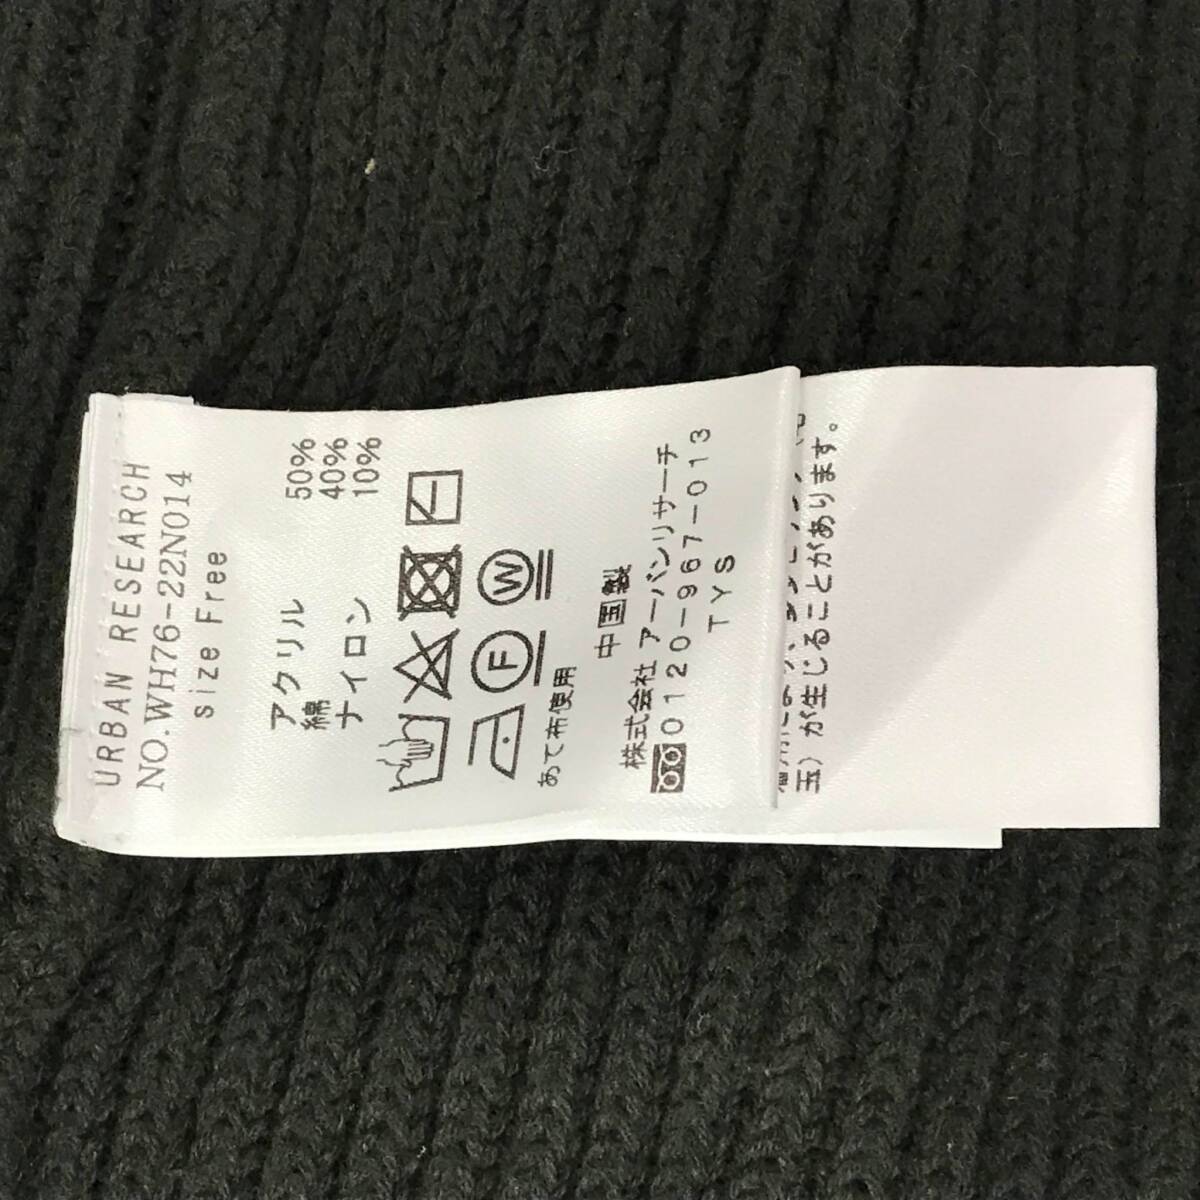 URBAN RESEARCH
NO.WH76-22N014
size Free
アクリル 50%
綿 40%
ナイロン 10%
W
F
あて布使用
中国製
株式会社 アーバンリサーチ
0120-967-013
TYS
玉)が生じることがあります。